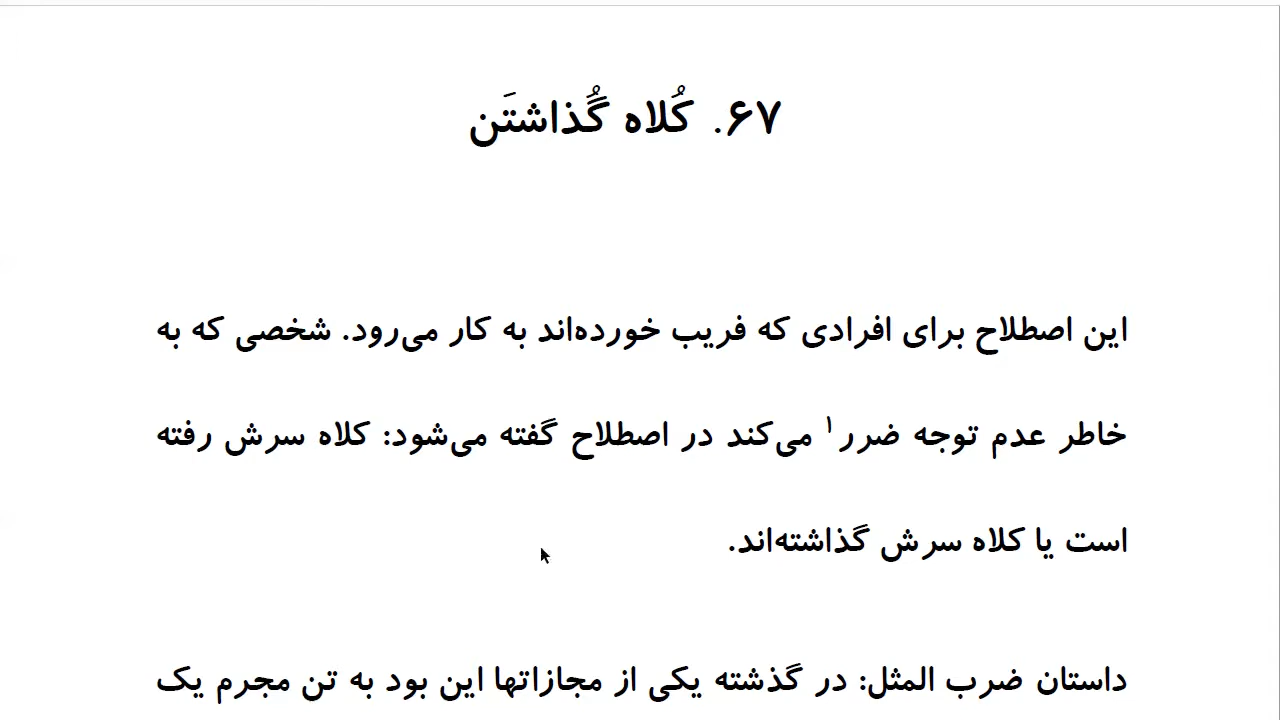 ۶۷. کُلاه گُذاشتَن
این اصطلاح برای افرادی که فریب خورده‌اند به کار می‌رود. شخصی که به
خاطر عدم توجه ضرر۱ می‌کند در اصطلاح گفته می‌شود: کلاه سرش رفته
است یا کلاه سرش گذاشته‌اند.
داستان ضرب المثل: در گذشته یکی از مجازاتها این بود به تن مجرم یک